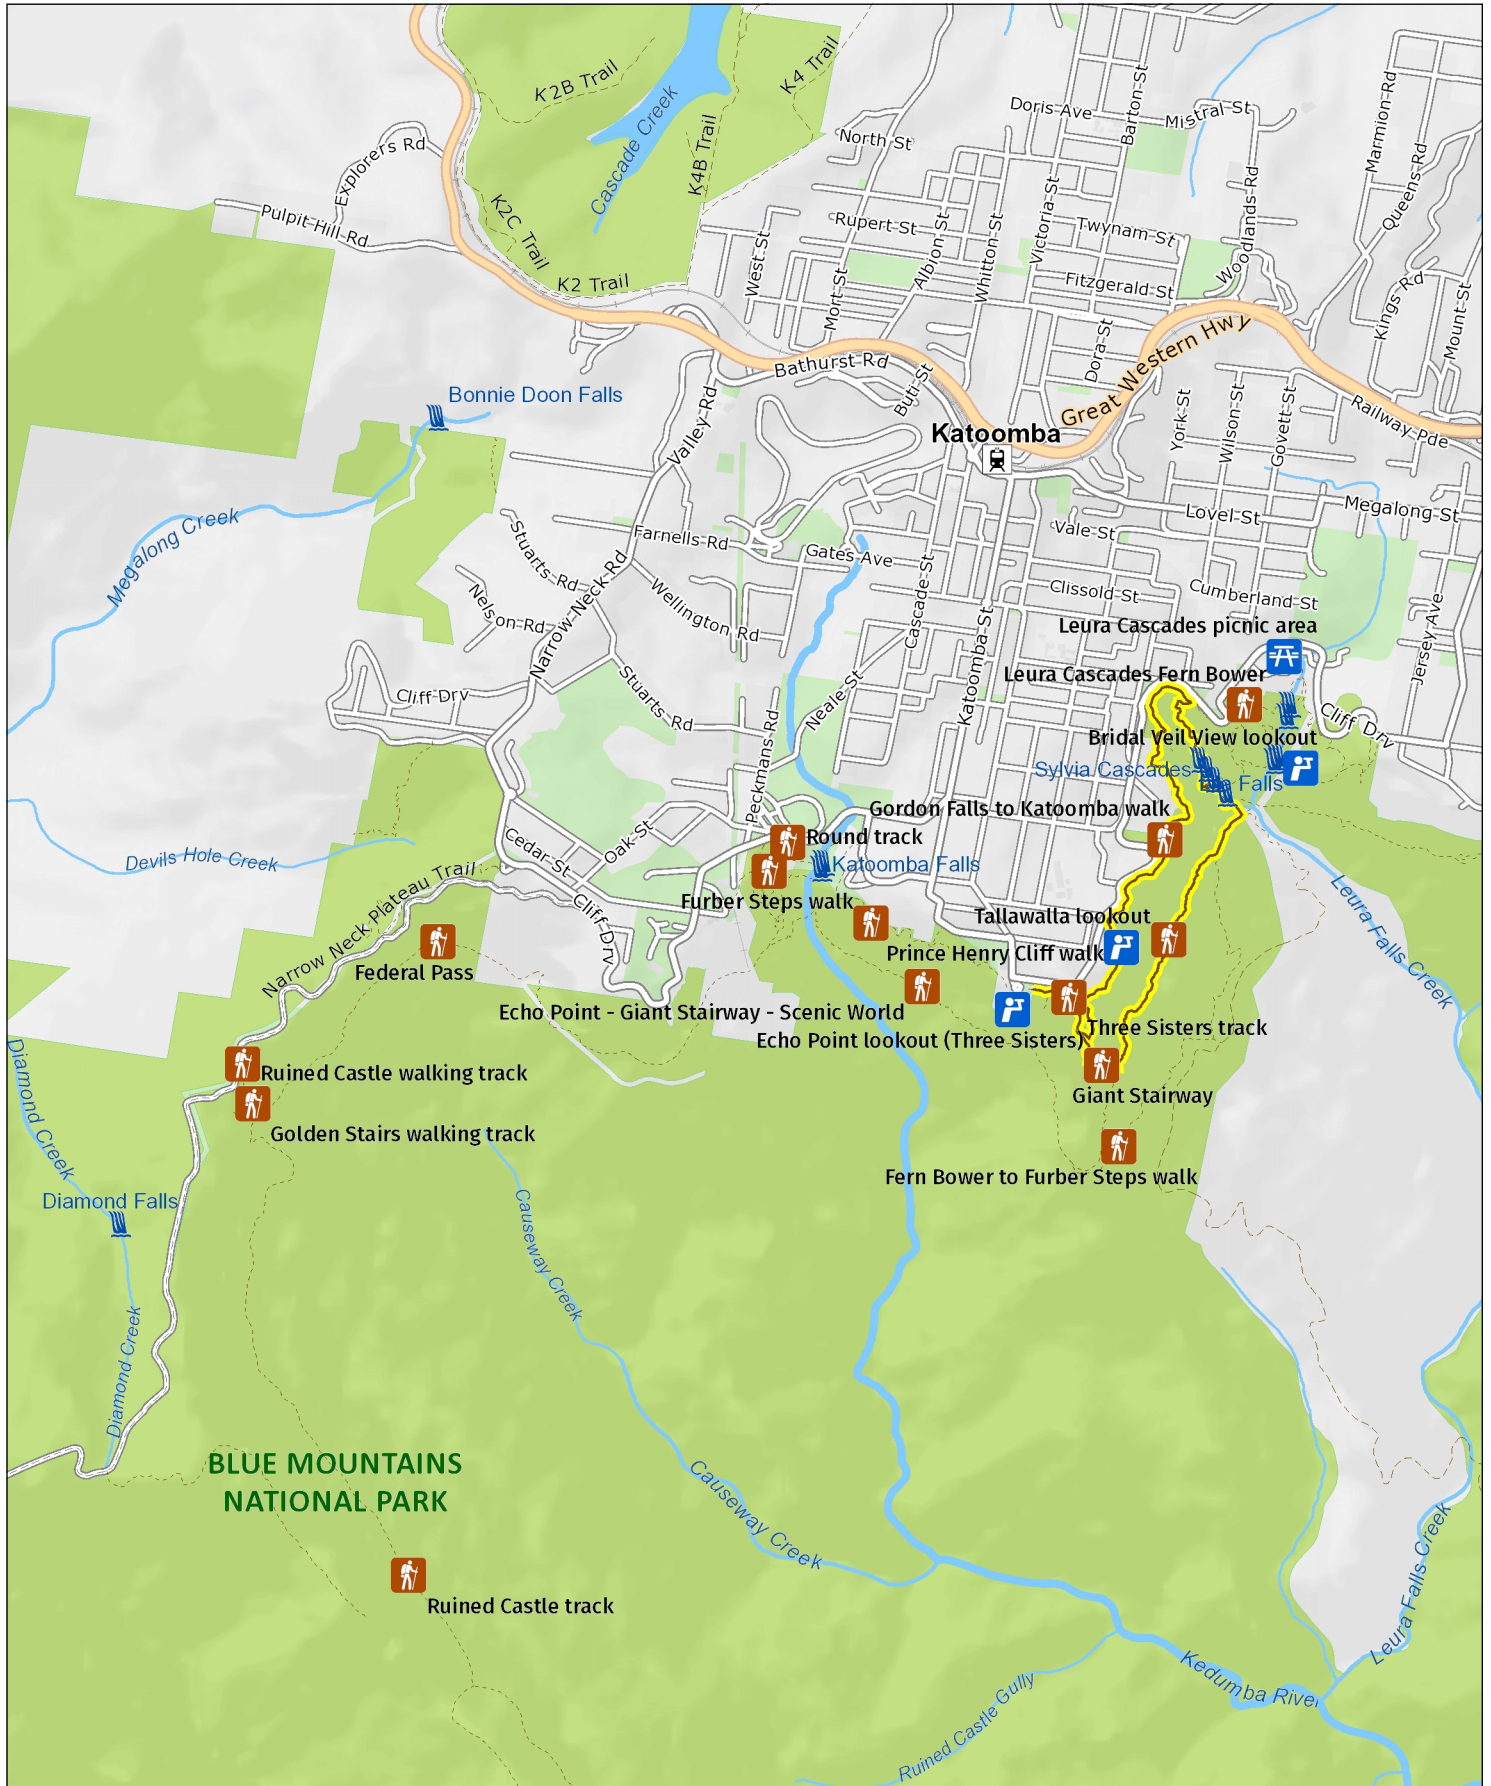 K2B Trail
K4 Trail
Cascade Creek
K4B Trail
Doris Ave
Barton St
Mistral St
Marmion Rd
North St
Explorers Rd
Queens Rd
K2C Trail
Pulpit Hill Rd
Rupert St
Victoria St
Twynam St
Woodlands Rd
West St
Albion St
Whitton St
K2 Trail
Mort St
Fitzgerald St
Kings Rd
Mount St
Great Western Hwy
Dora St
Bathurst Rd
Buti St
Bonnie Doon Falls
Valley Rd
York St
Wilson St
Govett St
Railway Pde
Katoomba
Megalong Creek
Lovel St
Megalong St
Stuarts Rd
Farnells Rd
Gates Ave
Vale St
Nelson Rd
Narrow Neck Rd
Wellington Rd
Cascade St
Clissold St
Cumberland St
Jersey Ave
Leura Cascades picnic area
Katoomba St
Leura Cascades Fern Bower
Cliff Drv
Stuarts Rd
Neale St
Cliff Drv
Peckmans Rd
Bridal Veil View lookout
Sylvia Cascades
Falls
Gordon Falls to Katoomba walk
Round track
Oak St
Cedar St
Devils Hole Creek
Katoomba Falls
Narrow Neck Plateau Trail
Furber Steps walk
Cliff Drv
Leura Falls Creek
Tallawalla lookout
Prince Henry Cliff walk
Federal Pass
Echo Point - Giant Stairway - Scenic World
Three Sisters track
Echo Point lookout (Three Sisters)
Diamond Creek
Ruined Castle walking track
Giant Stairway
Golden Stairs walking track
Fern Bower to Furber Steps walk
Diamond Falls
Causeway Creek
Diamond Creek
BLUE MOUNTAINS
NATIONAL PARK
Causeway Creek
Leura Falls Creek
Ruined Castle track
Kedumba River
Ruined Castle Gully